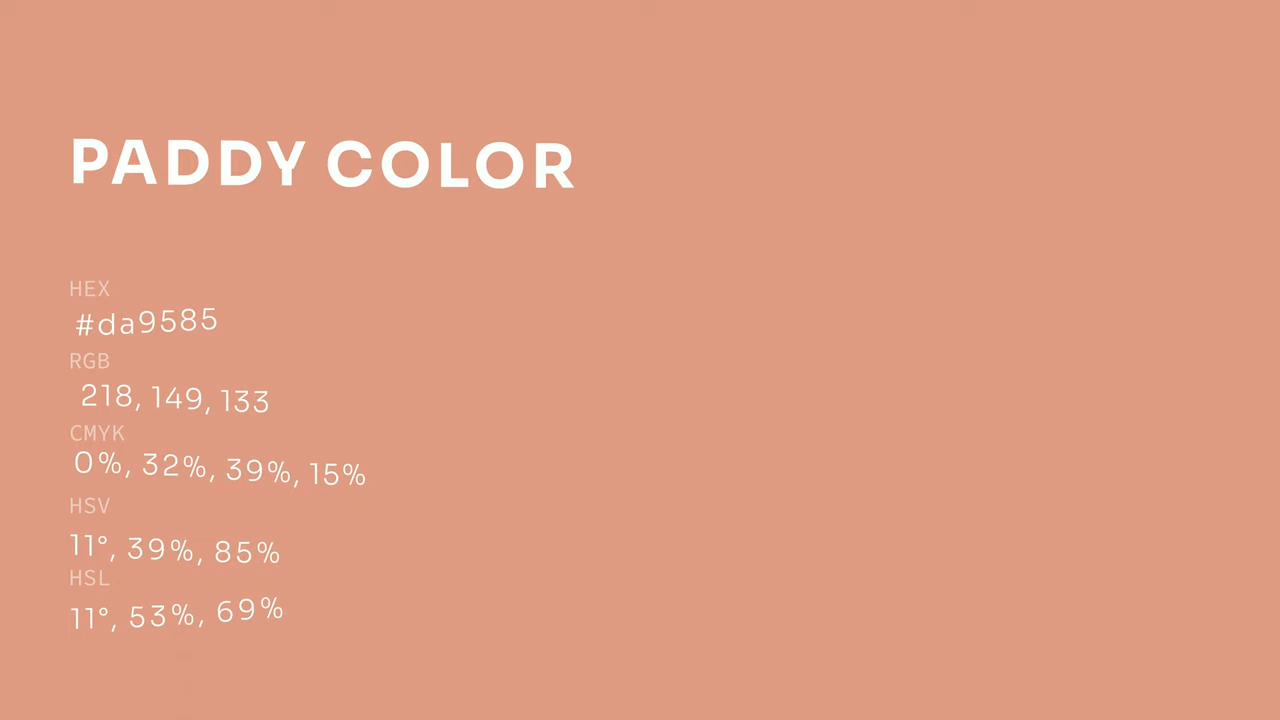 PADDY COLOR
HEX
#da9585
RGB
218, 149, 133
CMYK
0%, 32%, 39%, 15%
HSV
11°, 39%, 85%
HSL
11°, 53%, 69%